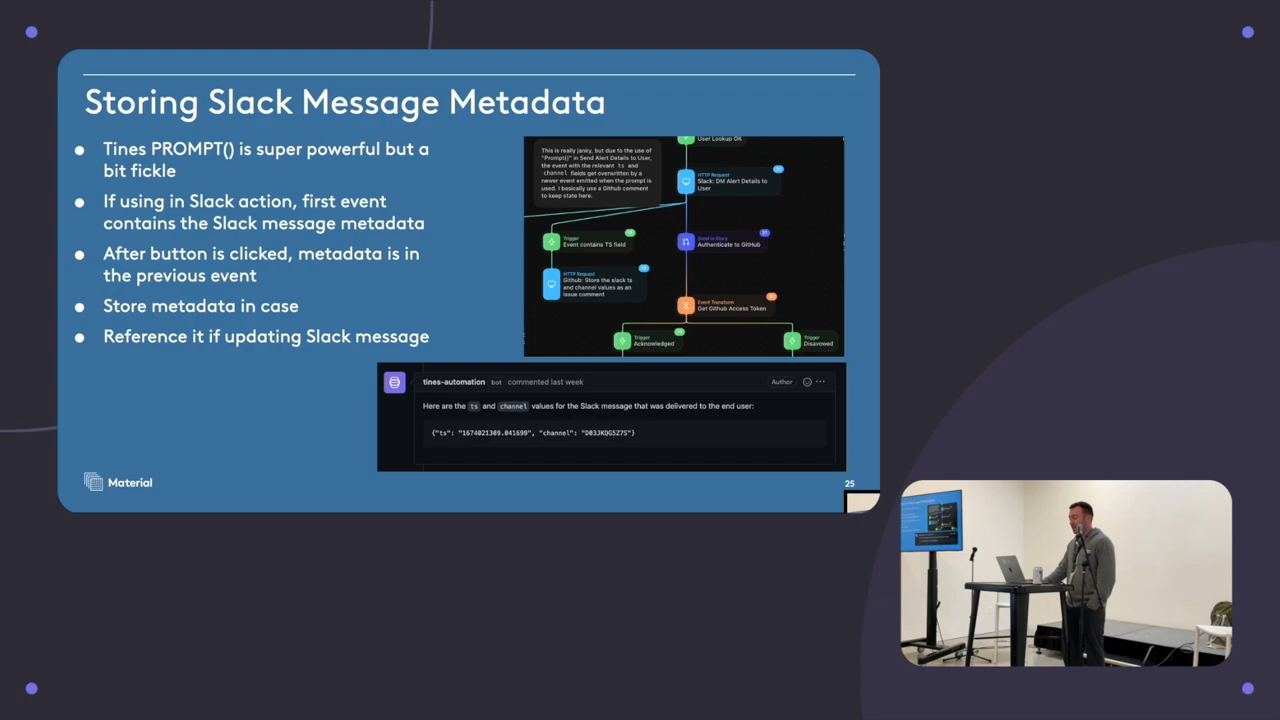 Storing Slack Message Metadata
● Tines PROMPT() is super powerful but a
bit fickle
● If using in Slack action, first event
contains the Slack message metadata
● After button is clicked, metadata is in
the previous event
● Store metadata in case
● Reference it if updating Slack message
This is really janky, but due to the use of
"Prompt()" in Send Alert Details to User,
the event with the relevant ts and
channel fields get overwritten by a
newer event emitted when the prompt is
used. I basically use a Github comment
to keep state here.
User Lookup OK
HTTP Request
Slack: DM Alert Details to
User
Trigger
Event contains TS field
Send to Story
Authenticate to GitHub
HTTP Request
Github: Store the slack ts
and channel values as an
issue comment
Event Transform
Get Github Access Token
Trigger
Acknowledged
Trigger
Disavowed
tines-automation bot commented last week
Author
Here are the ts and channel values for the Slack message that was delivered to the end user:
{"ts": "1674021309.041699", "channel": "D03JKQG5Z7S"}
Material
25